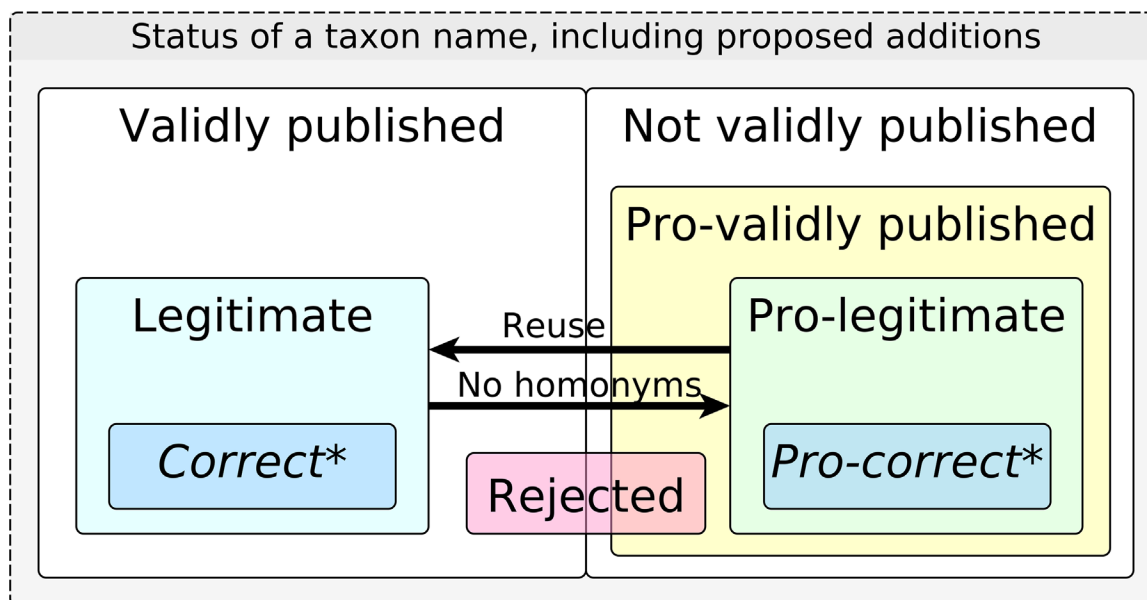 Status of a taxon name, including proposed additions
Validly published
Not validly published
Pro-validly published
Legitimate
Pro-legitimate
Reuse
No homonyms
Correct*
Pro-correct*
Rejected